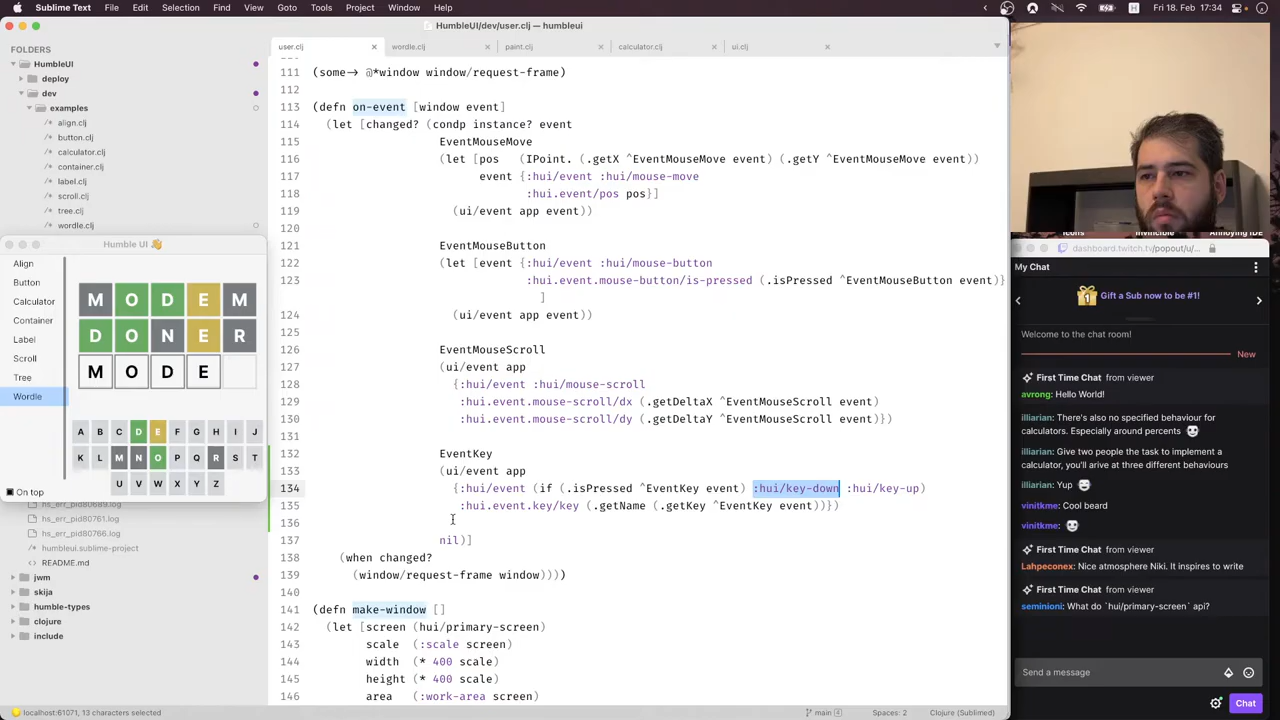 Sublime Text File Edit Selection Find View Goto Tools Project Window Help
Fri 18. Feb 17:34
HumbleUI/dev/user.clj — humbleui
FOLDERS
HumbleUI
deploy
dev
examples
align.clj
button.clj
calculator.clj
container.clj
label.clj
scroll.clj
tree.clj
wordle.clj
Humble UI 👋
Align
Button
Calculator
Container
Label
Scroll
Tree
Wordle
M O D E M
D O N E R
M O D E
A B C D E F G H I J
K L M N O P Q R S T
U V W X Y Z
On top
hs_err_pid80761.log
hs_err_pid80766.log
humbleui.sublime-project
README.md
jwm
skija
humble-types
clojure
include
user.clj
wordle.clj
paint.clj
calculator.clj
ui.clj
111 (some-> @*window window/request-frame)
112
113 (defn on-event [window event]
114 (let [changed? (condp instance? event
115 EventMouseMove
116 (let [pos (IPoint. (.getX ^EventMouseMove event) (.getY ^EventMouseMove event))
117 event {:hui/event :hui/mouse-move
118 :hui.event/pos pos}]
119 (ui/event app event))
120
121 EventMouseButton
122 (let [event {:hui/event :hui/mouse-button
123 :hui.event.mouse-button/is-pressed (.isPressed ^EventMouseButton event)}
]
124 (ui/event app event))
125
126 EventMouseScroll
127 (ui/event app
128 {:hui/event :hui/mouse-scroll
129 :hui.event.mouse-scroll/dx (.getDeltaX ^EventMouseScroll event)
130 :hui.event.mouse-scroll/dy (.getDeltaY ^EventMouseScroll event)})
131
132 EventKey
133 (ui/event app
134 {:hui/event (if (.isPressed ^EventKey event) :hui/key-down :hui/key-up)
135 :hui.event.key/key (.getName (.getKey ^EventKey event))})
136
137 nil)]
138 (when changed?
139 (window/request-frame window))))
140
141 (defn make-window []
142 (let [screen (hui/primary-screen)
143 scale (:scale screen)
144 width (* 400 scale)
145 height (* 400 scale)
146 area (:work-area screen)
localhost:61071, 13 characters selected
main 4
Spaces: 2
Clojure (Sublimed)
Icons Invincible Annoying IDE
dashboard.twitch.tv/popout/u/
My Chat
Gift a Sub now to be #1!
1
Welcome to the chat room!
New
First Time Chat from viewer
avrong: Hello World!
illiarian: There's also no specified behaviour for
calculators. Especially around percents
illiarian: Give two people the task to implement a
calculator, you'll arive at three different behaviours
illiarian: Yup
vinitkme: Cool beard
vinitkme:
First Time Chat from viewer
Lahpeconex: Nice atmosphere Niki. It inspires to write
First Time Chat from viewer
seminioni: What do `hui/primary-screen` api?
Send a message
Chat